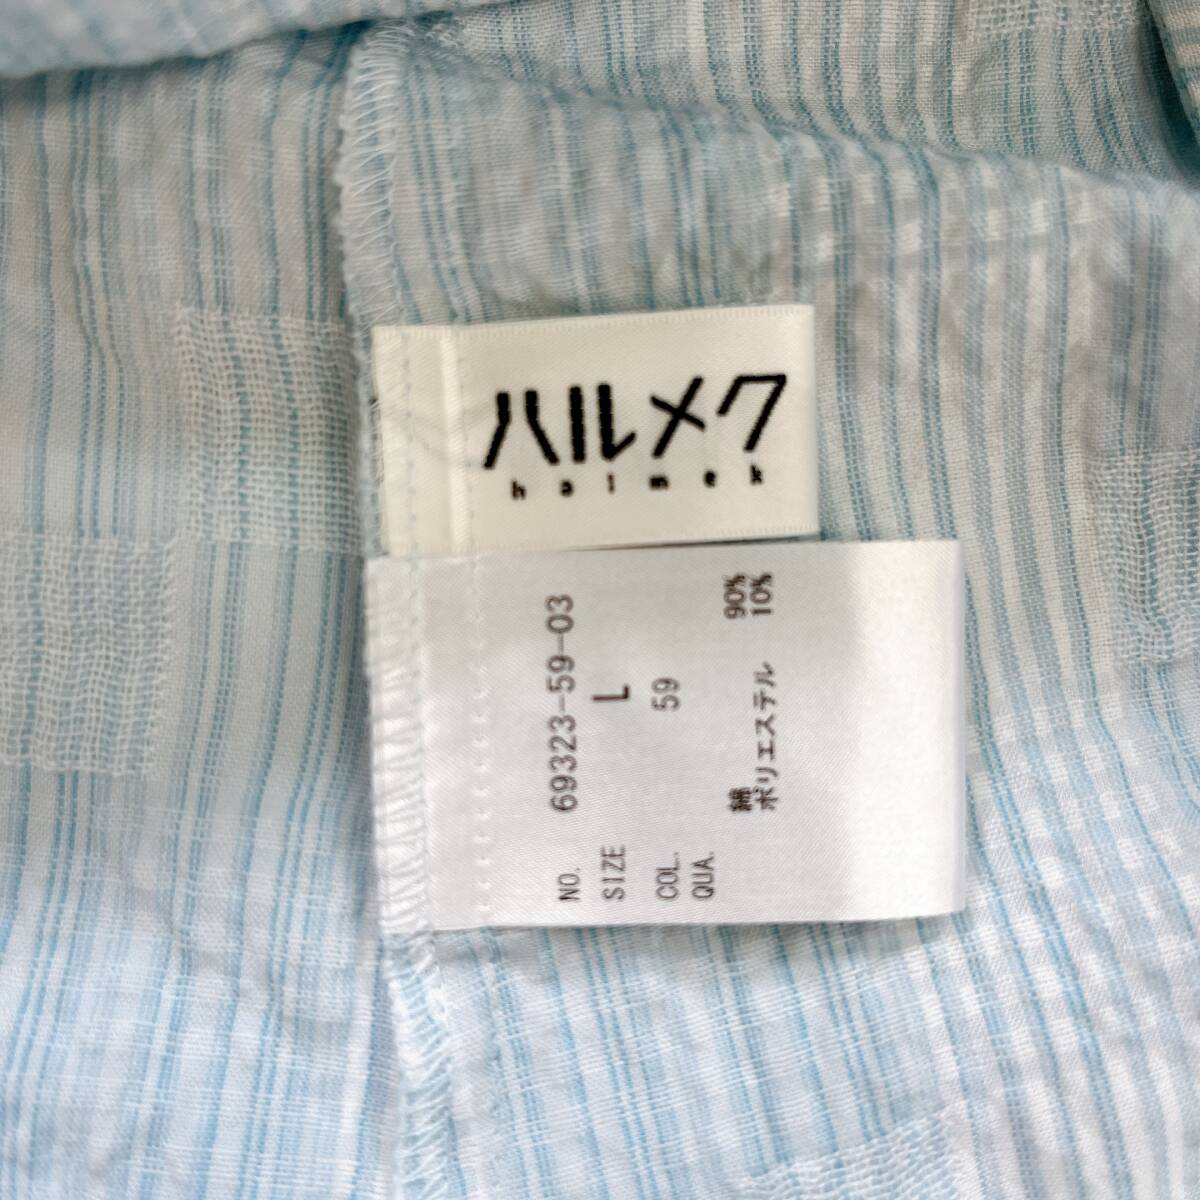 ハルメク
halmek
NO. 69323-59-03
SIZE L
COL. 59
QUA.
綿 90%
ポリエステル 10%